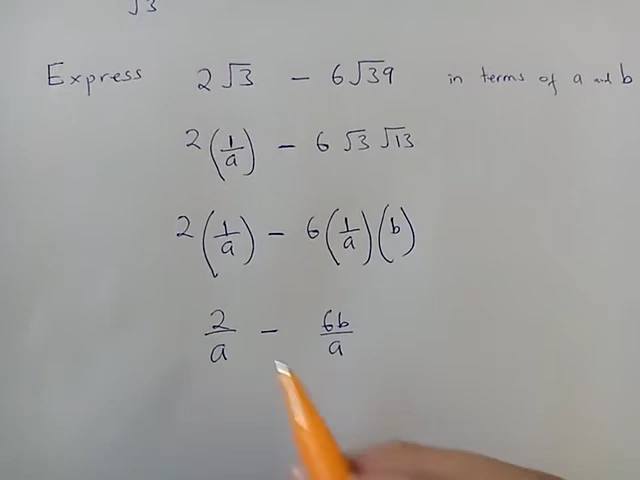 √3
Express 2√3 - 6√39 in terms of a and b
2(1/a) - 6 √3 √13
2(1/a) - 6(1/a)(b)
2/a - 6b/a